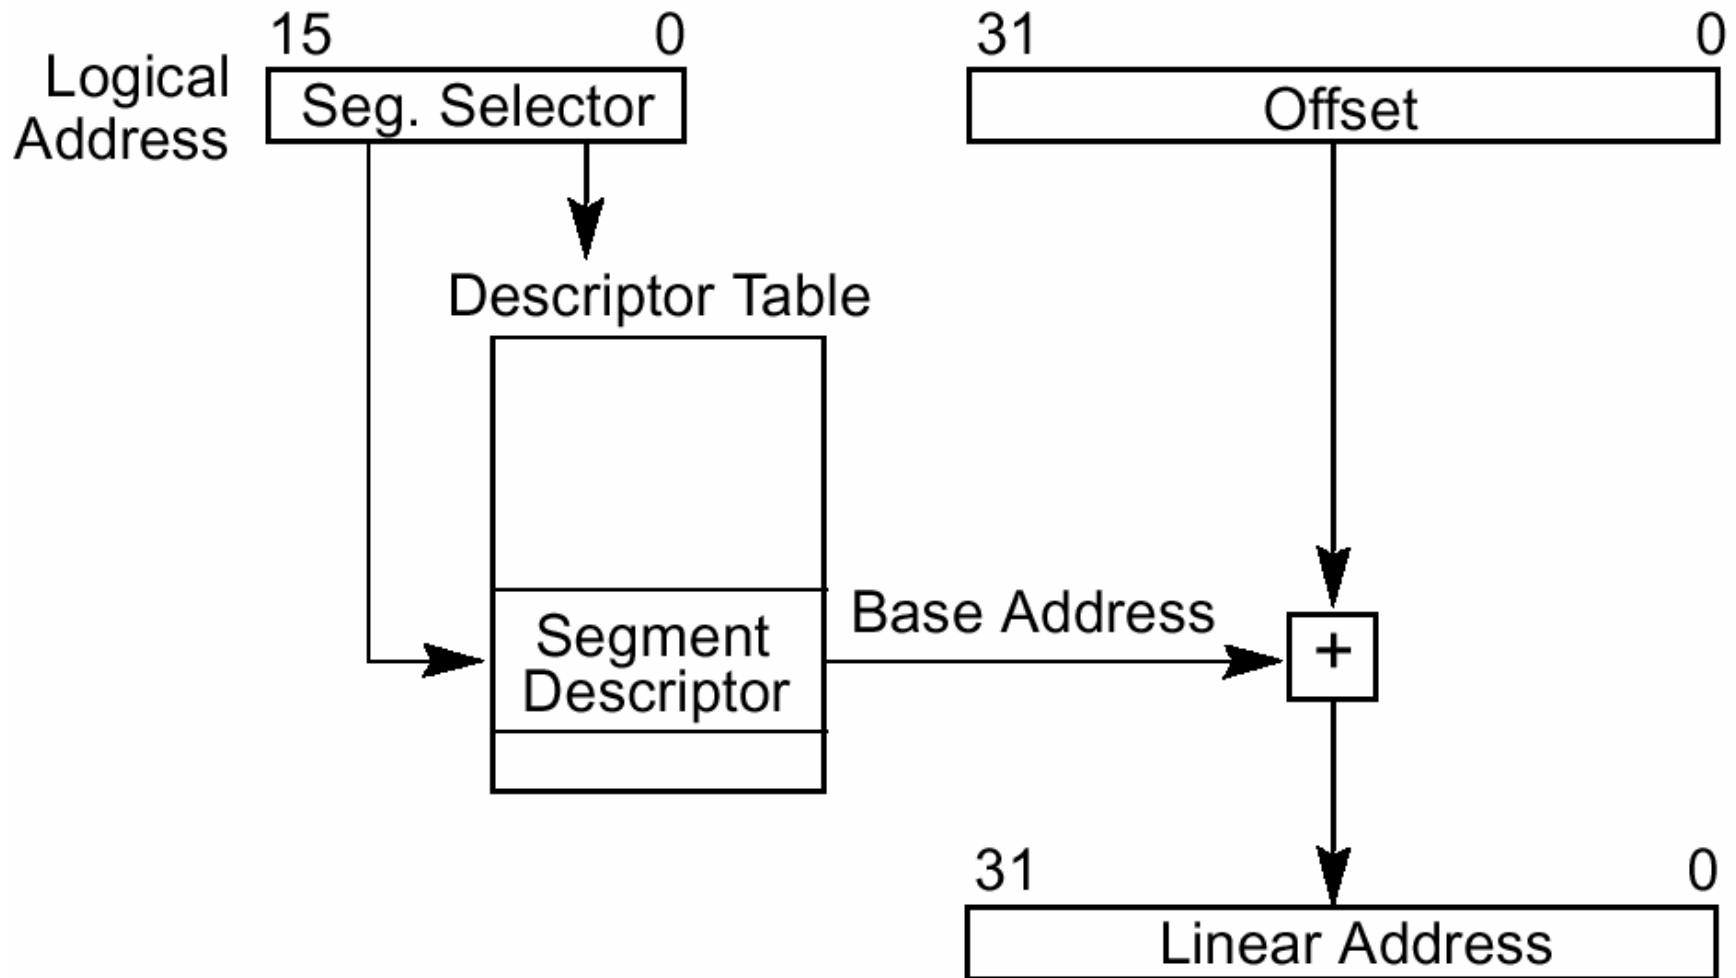 15 0 31 0
Logical
Address
Seg. Selector Offset
Descriptor Table
Segment
Descriptor
Base Address
+
31 0
Linear Address